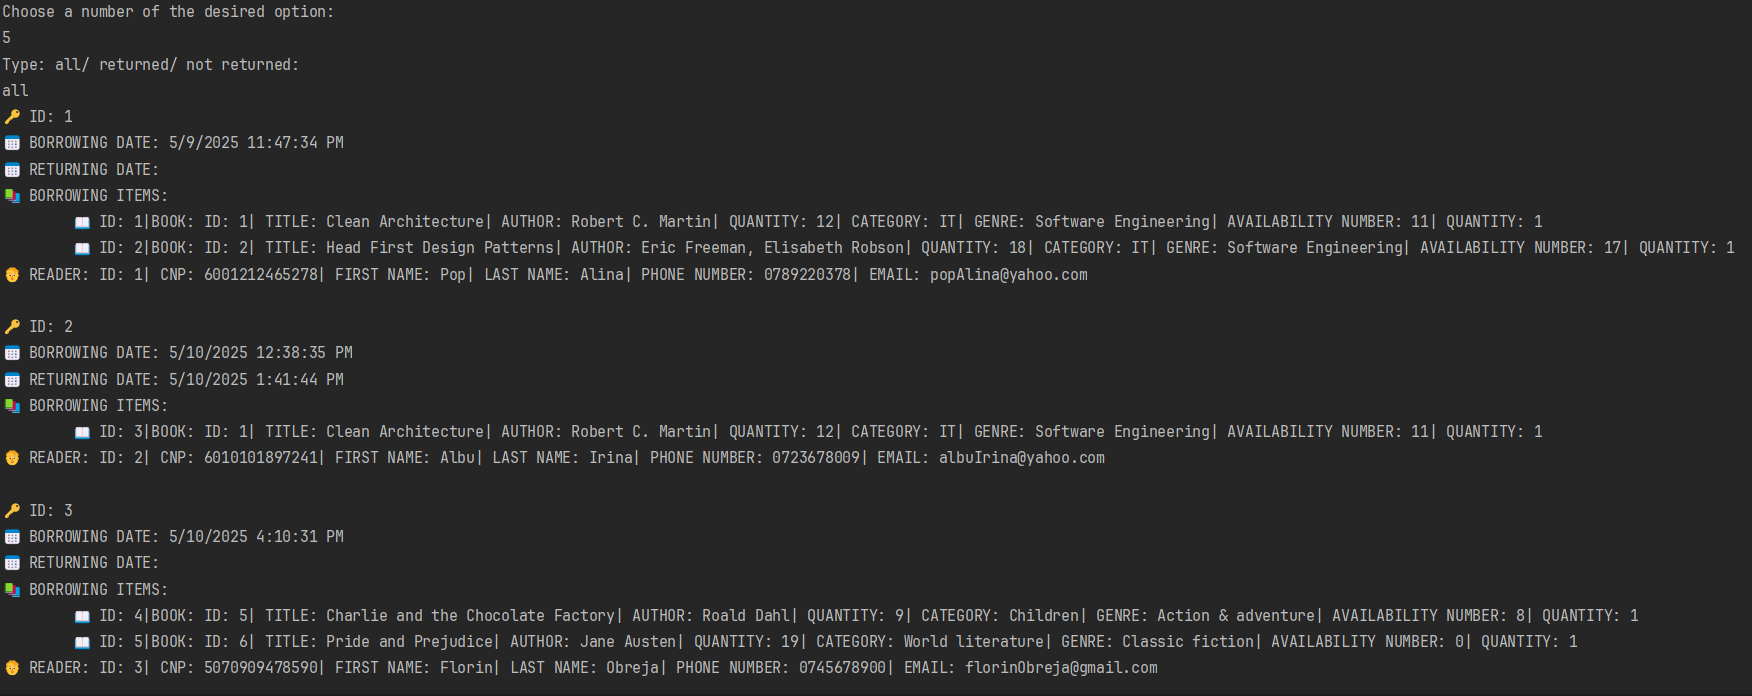 Choose a number of the desired option:
5
Type: all/ returned/ not returned:
all
🔑 ID: 1
📅 BORROWING DATE: 5/9/2025 11:47:34 PM
📅 RETURNING DATE:
📚 BORROWING ITEMS:
📖 ID: 1|BOOK: ID: 1| TITLE: Clean Architecture| AUTHOR: Robert C. Martin| QUANTITY: 12| CATEGORY: IT| GENRE: Software Engineering| AVAILABILITY NUMBER: 11| QUANTITY: 1
📖 ID: 2|BOOK: ID: 2| TITLE: Head First Design Patterns| AUTHOR: Eric Freeman, Elisabeth Robson| QUANTITY: 18| CATEGORY: IT| GENRE: Software Engineering| AVAILABILITY NUMBER: 17| QUANTITY: 1
🧑 READER: ID: 1| CNP: 6001212465278| FIRST NAME: Pop| LAST NAME: Alina| PHONE NUMBER: 0789220378| EMAIL: popAlina@yahoo.com
🔑 ID: 2
📅 BORROWING DATE: 5/10/2025 12:38:35 PM
📅 RETURNING DATE: 5/10/2025 1:41:44 PM
📚 BORROWING ITEMS:
📖 ID: 3|BOOK: ID: 1| TITLE: Clean Architecture| AUTHOR: Robert C. Martin| QUANTITY: 12| CATEGORY: IT| GENRE: Software Engineering| AVAILABILITY NUMBER: 11| QUANTITY: 1
🧑 READER: ID: 2| CNP: 6010101897241| FIRST NAME: Albu| LAST NAME: Irina| PHONE NUMBER: 0723678009| EMAIL: albuIrina@yahoo.com
🔑 ID: 3
📅 BORROWING DATE: 5/10/2025 4:10:31 PM
📅 RETURNING DATE:
📚 BORROWING ITEMS:
📖 ID: 4|BOOK: ID: 5| TITLE: Charlie and the Chocolate Factory| AUTHOR: Roald Dahl| QUANTITY: 9| CATEGORY: Children| GENRE: Action & adventure| AVAILABILITY NUMBER: 8| QUANTITY: 1
📖 ID: 5|BOOK: ID: 6| TITLE: Pride and Prejudice| AUTHOR: Jane Austen| QUANTITY: 19| CATEGORY: World literature| GENRE: Classic fiction| AVAILABILITY NUMBER: 0| QUANTITY: 1
🧑 READER: ID: 3| CNP: 5070909478590| FIRST NAME: Florin| LAST NAME: Obreja| PHONE NUMBER: 0745678900| EMAIL: florinObreja@gmail.com